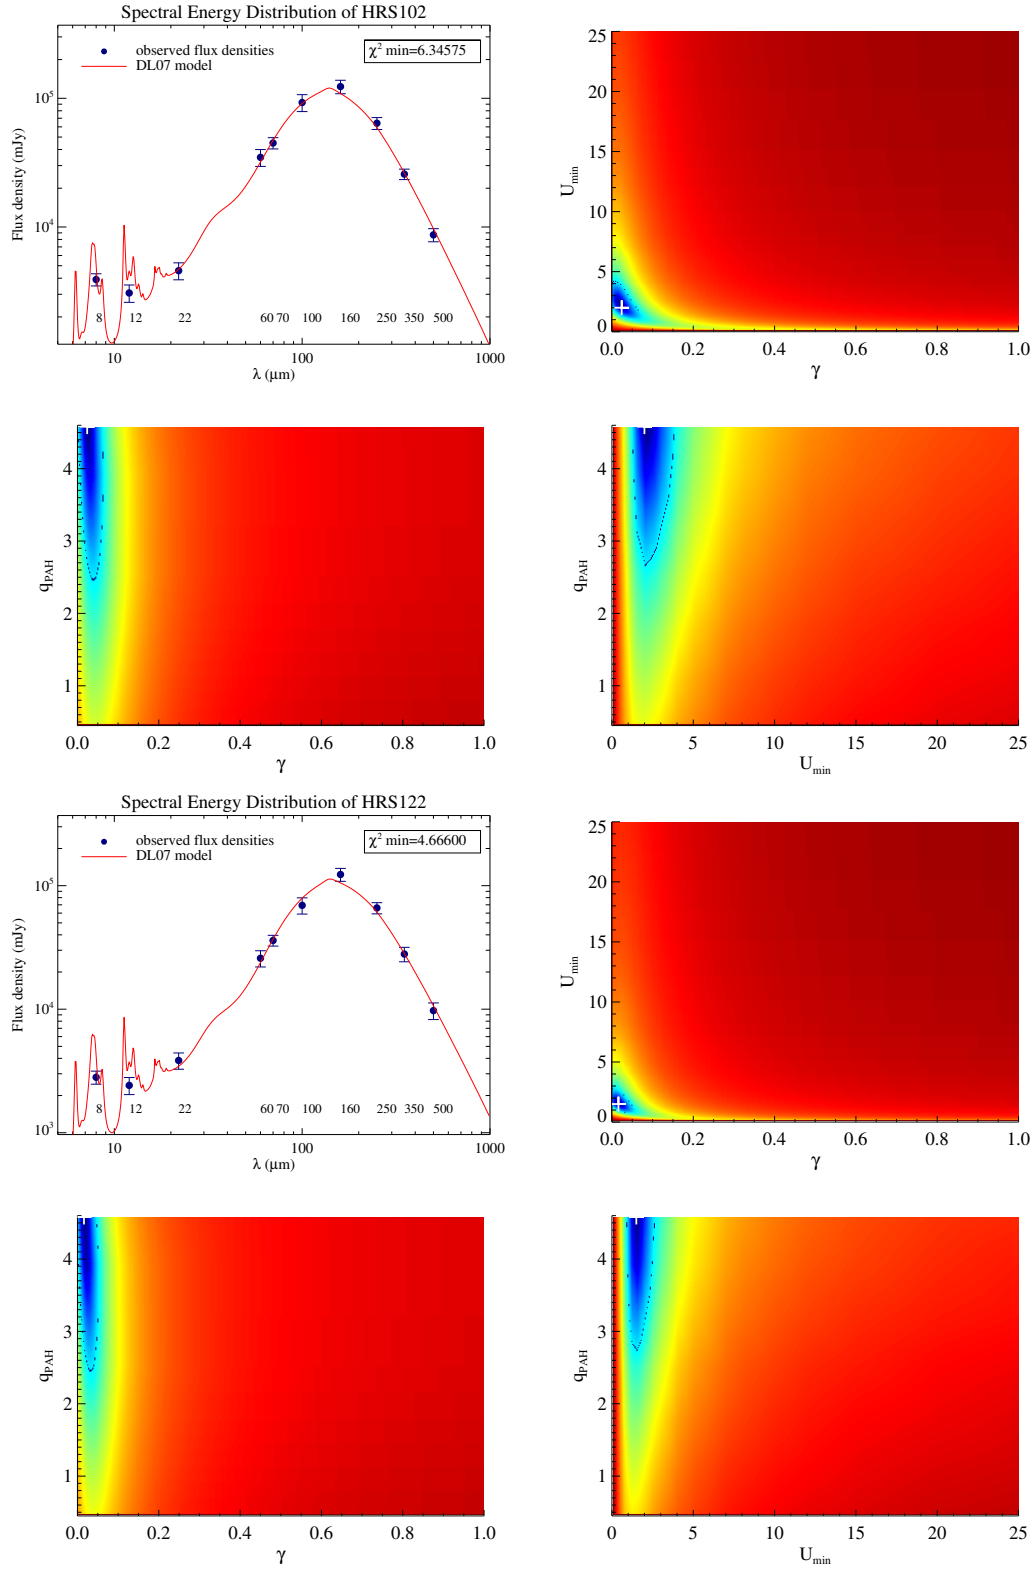 Spectral Energy Distribution of HRS102
observed flux densities
DL07 model
χ² min=6.34575
Flux density (mJy)
10⁵
10⁴
8 12 22 60 70 100 160 250 350 500
10 100 1000
λ (μm)
25
20
15
10
5
0
U_min
0.0 0.2 0.4 0.6 0.8 1.0
γ
4
3
2
1
q_PAH
0.0 0.2 0.4 0.6 0.8 1.0
γ
4
3
2
1
q_PAH
0 5 10 15 20 25
U_min
Spectral Energy Distribution of HRS122
observed flux densities
DL07 model
χ² min=4.66600
Flux density (mJy)
10⁵
10⁴
10³
8 12 22 60 70 100 160 250 350 500
10 100 1000
λ (μm)
25
20
15
10
5
0
U_min
0.0 0.2 0.4 0.6 0.8 1.0
γ
4
3
2
1
q_PAH
0.0 0.2 0.4 0.6 0.8 1.0
γ
4
3
2
1
q_PAH
0 5 10 15 20 25
U_min